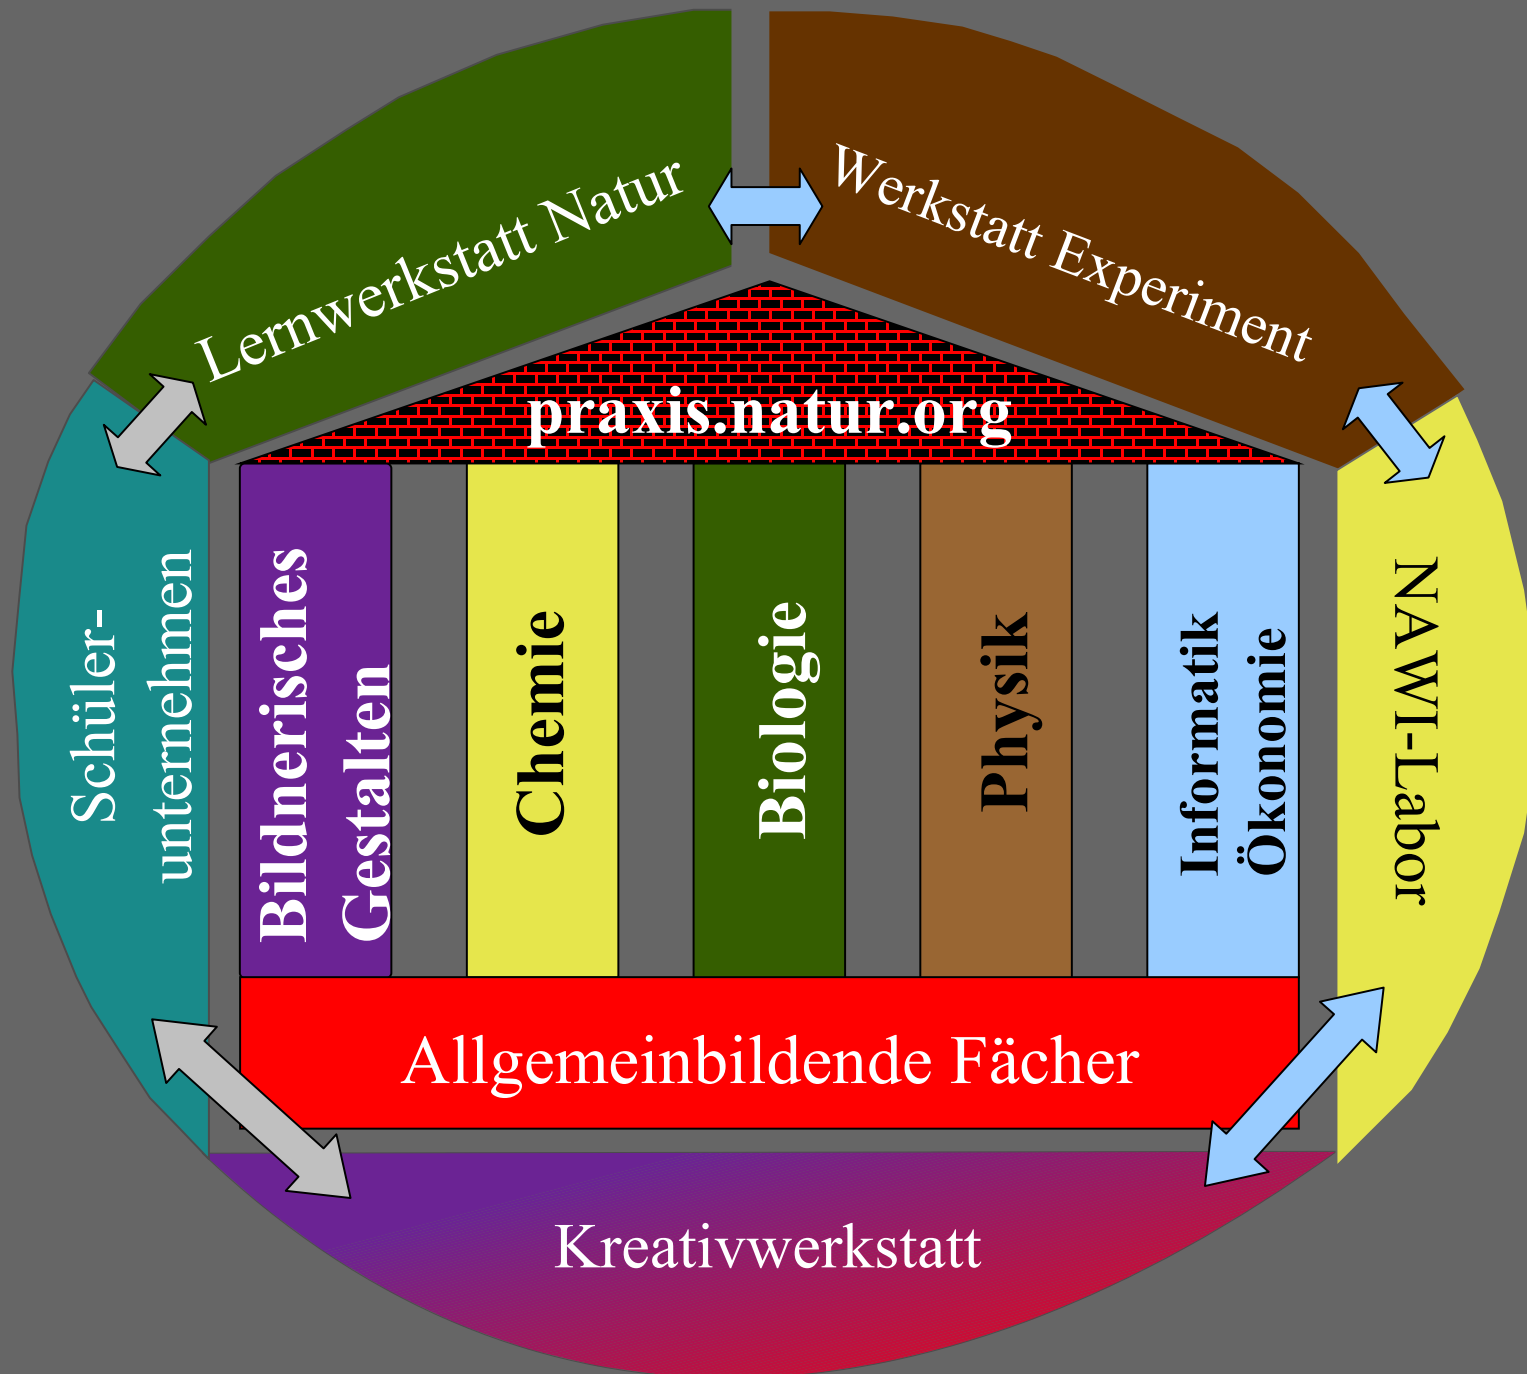 Lernwerkstatt Natur
Werkstatt Experiment
praxis.natur.org
Schüler-
unternehmen
Bildnerisches
Gestalten
Chemie
Biologie
Physik
Informatik
Ökonomie
NAWI-Labor
Allgemeinbildende Fächer
Kreativwerkstatt